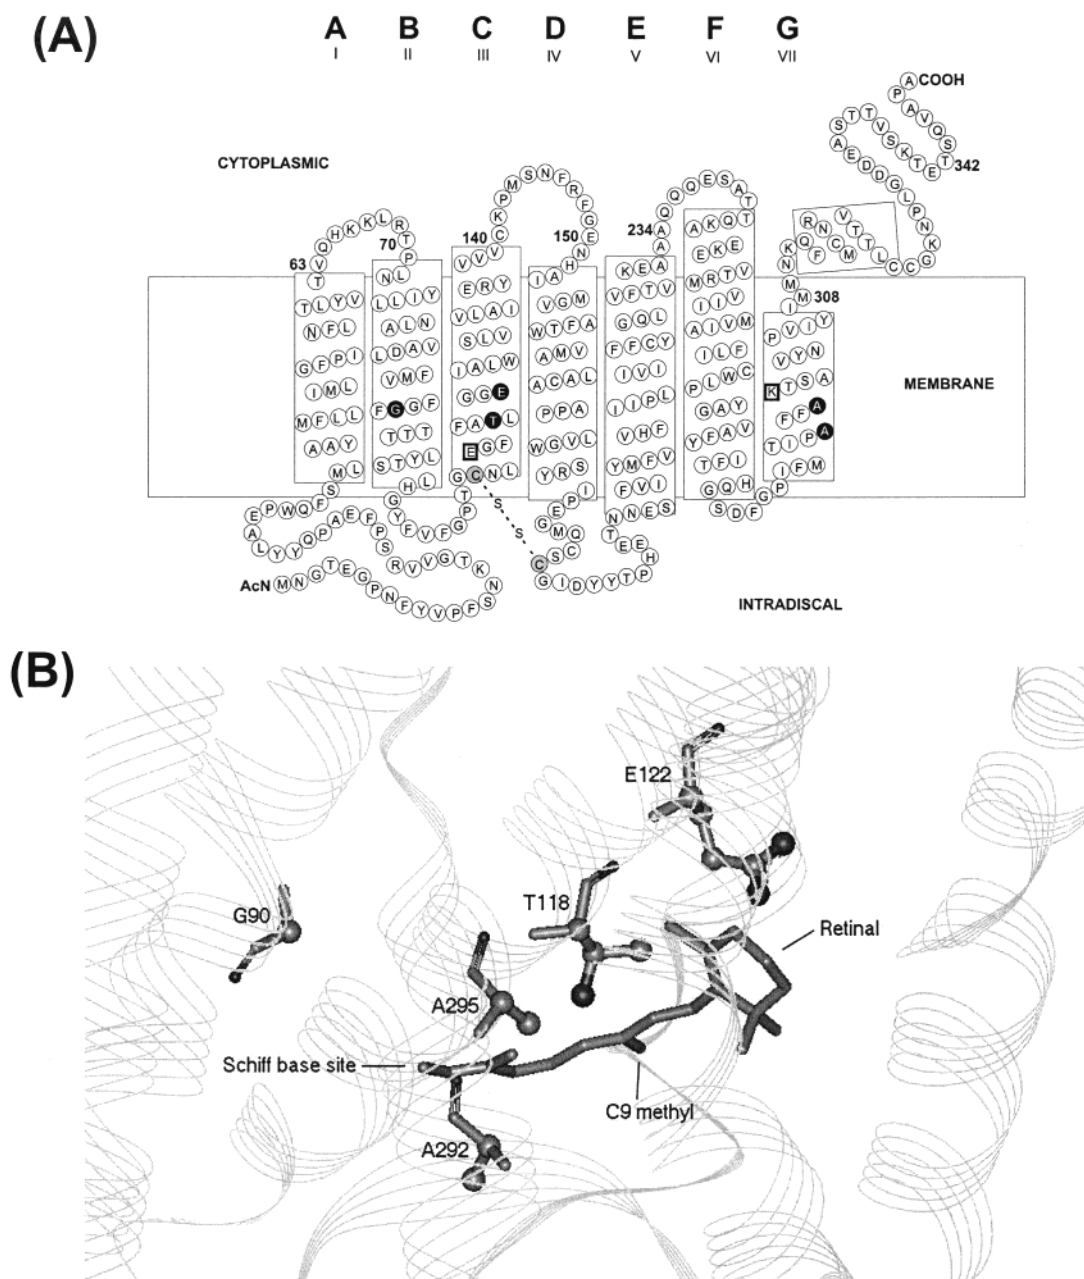 (A)
A B C D E F G
I II III IV V VI VII
CYTOPLASMIC
COOH
342
63
70
140
150
234
308
MEMBRANE
INTRADISCAL
AcN
M N G T E G P N F Y V P F S N K T G V V R S P F E A P Q Y Y L A E P W Q F S
M L
A A Y
M F L L
I M L
G F P I
N F L
T L Y V
T V Q H K K L R T P
N L
L L I Y
A L N
L D A V
V M F
F G G F
T T T
S T Y L
H L
G Y F V F G P T
G C N L
E G F
F A T L
G G E
I A L W
S L V
V L A I
E R Y
V V V
C K P M S N F R F G E N
I A H
V G M
W T F A
A M V
A C A L
P P A
W G V L
Y R S
I P E G M Q C S C
S
S
G I D Y Y T P H E E T
N N E S
F V I
Y M F V
V H F
I I P L
I V I
F F C Y
G Q L
V F T V
K E A
A A Q Q Q E S A T
A K Q T
E K E
M R T V
I I V
A I V M
I L F
P L W C
G A Y
Y F A V
F T I
G Q H
S D F G P
I F M
T I P A
F F A
K T S A
V Y N
P V I Y
I M M N K
Q F N C R N M V T T L
C C G K N P L G D D E A S T T V S K T E T S Q V A P A
(B)
E122
T118
G90
Retinal
A295
Schiff base site
C9 methyl
A292